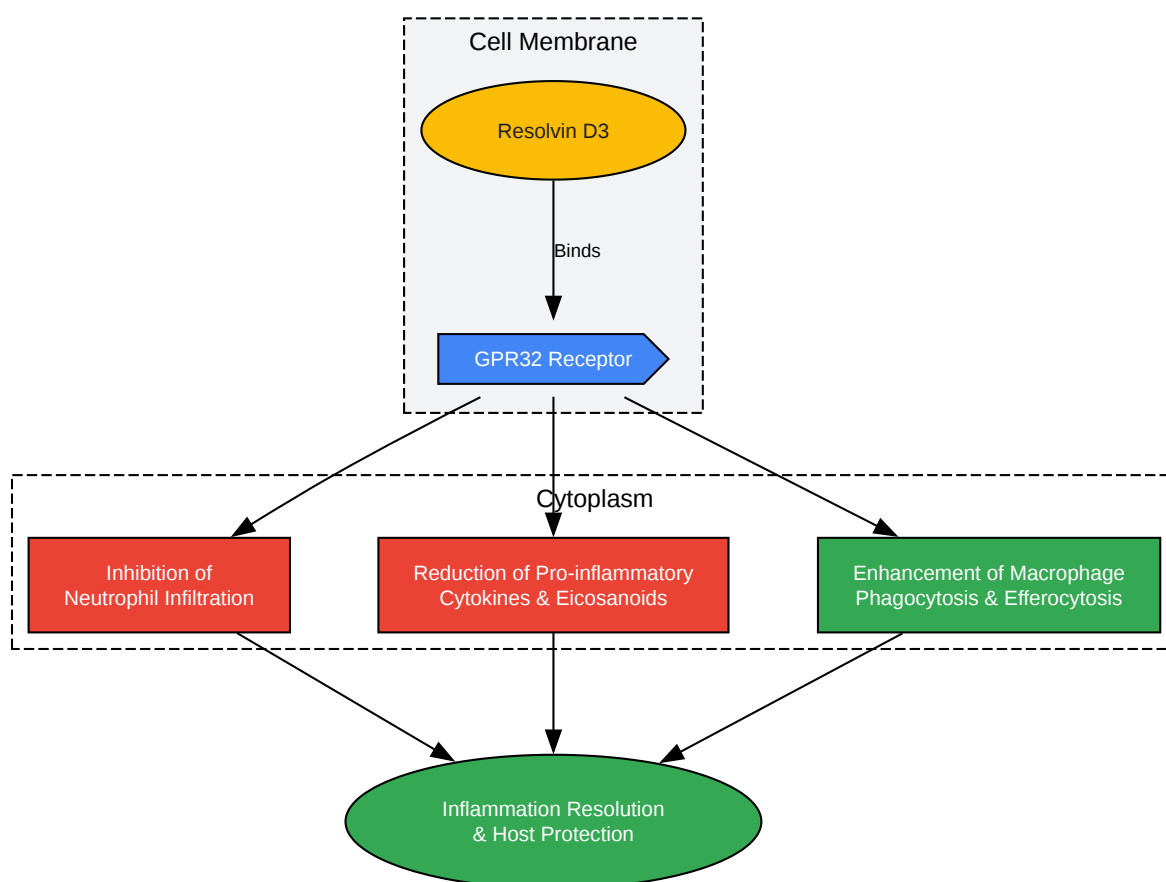 Cell Membrane
Resolvin D3
Binds
GPR32 Receptor
Cytoplasm
Inhibition of
Neutrophil Infiltration
Reduction of Pro-inflammatory
Cytokines & Eicosanoids
Enhancement of Macrophage
Phagocytosis & Efferocytosis
Inflammation Resolution
& Host Protection